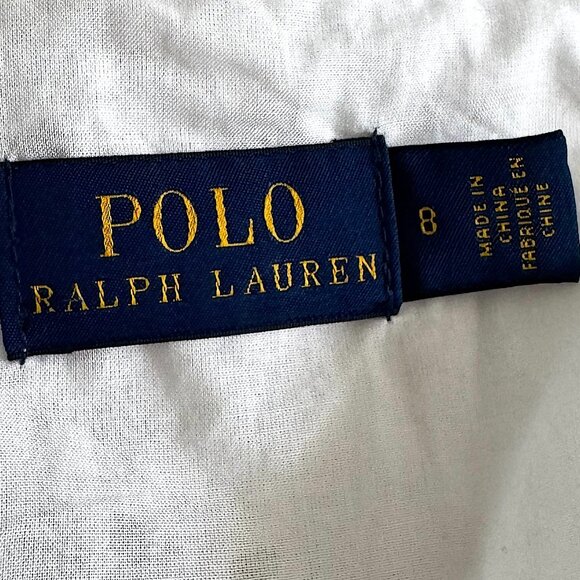 POLO
RALPH LAUREN
8
MADE IN
CHINA
FABRIQUÉ EN
CHINE